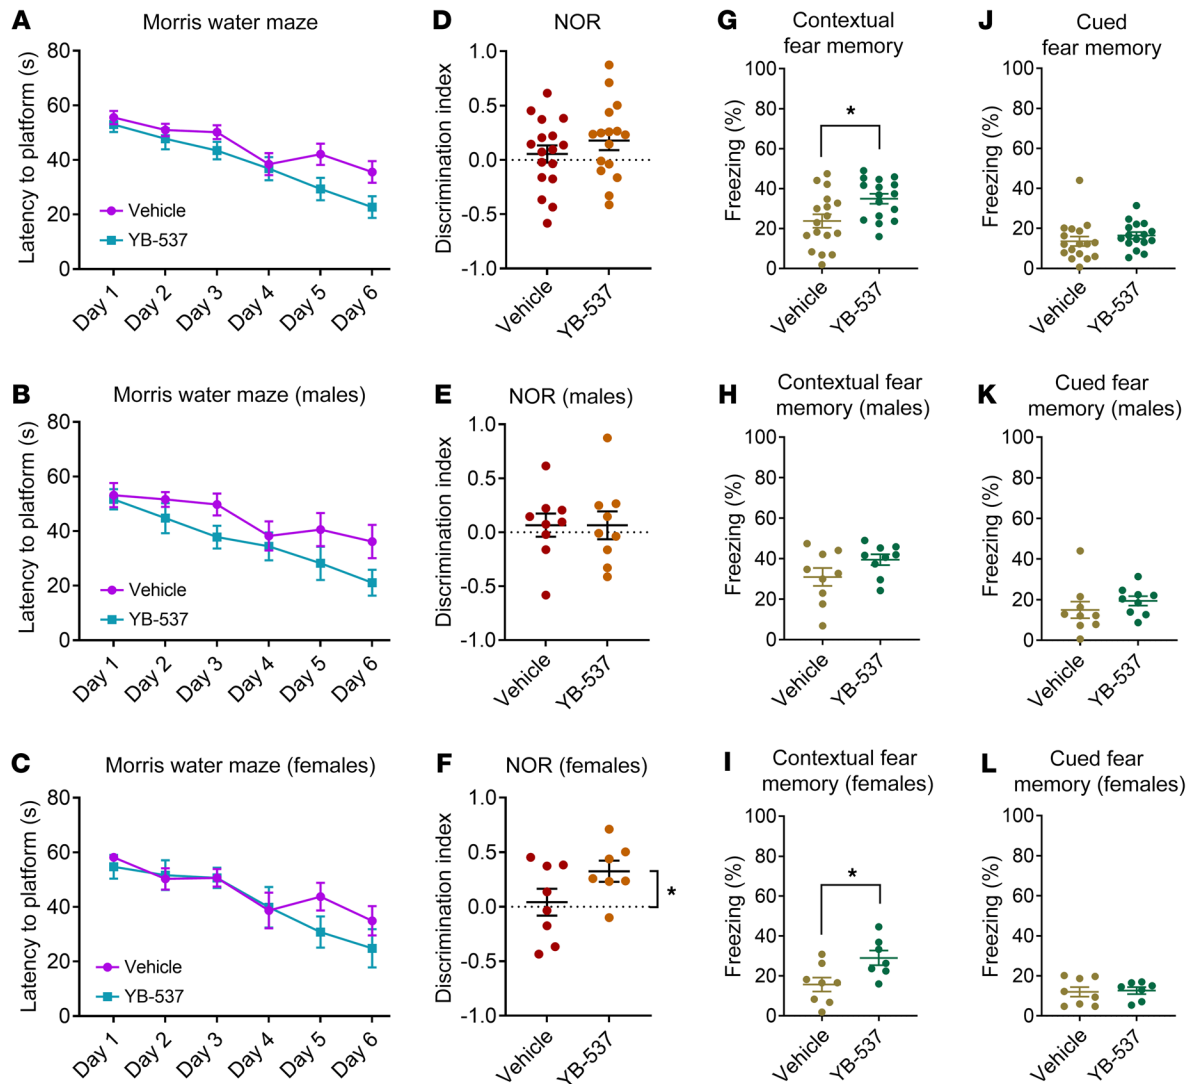 A
Morris water maze
Latency to platform (s)
80
60
40
20
0
Vehicle
YB-537
Day 1
Day 2
Day 3
Day 4
Day 5
Day 6
D
NOR
Discrimination index
1.0
0.5
0.0
-0.5
-1.0
Vehicle
YB-537
G
Contextual
fear memory
Freezing (%)
100
80
60
40
20
0
*
Vehicle
YB-537
J
Cued
fear memory
Freezing (%)
100
80
60
40
20
0
Vehicle
YB-537
B
Morris water maze (males)
Latency to platform (s)
80
60
40
20
0
Vehicle
YB-537
Day 1
Day 2
Day 3
Day 4
Day 5
Day 6
E
NOR (males)
Discrimination index
1.0
0.5
0.0
-0.5
-1.0
Vehicle
YB-537
H
Contextual fear
memory (males)
Freezing (%)
100
80
60
40
20
0
Vehicle
YB-537
K
Cued fear
memory (males)
Freezing (%)
100
80
60
40
20
0
Vehicle
YB-537
C
Morris water maze (females)
Latency to platform (s)
80
60
40
20
0
Vehicle
YB-537
Day 1
Day 2
Day 3
Day 4
Day 5
Day 6
F
NOR (females)
Discrimination index
1.0
0.5
0.0
-0.5
-1.0
*
Vehicle
YB-537
I
Contextual fear
memory (females)
Freezing (%)
100
80
60
40
20
0
*
Vehicle
YB-537
L
Cued fear
memory (females)
Freezing (%)
100
80
60
40
20
0
Vehicle
YB-537